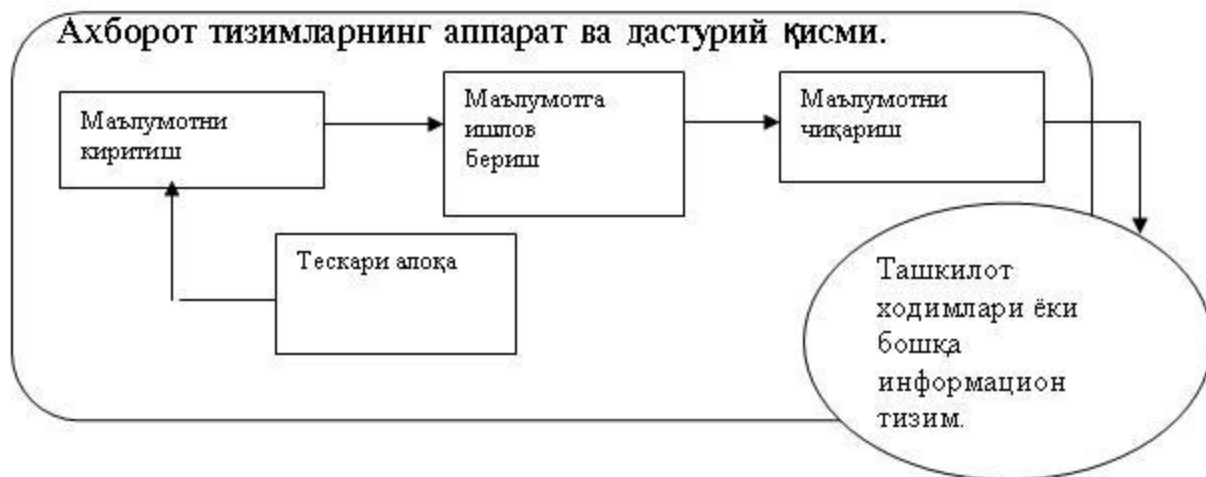 Ахборот тизимларнинг аппарат ва дастурий қисми.
Маълумотни
киритиш
Маълумотга
ишлов
бериш
Маълумотни
чиқариш
Тескари алоқа
Ташкилот
ходимлари ёки
бошқа
информацион
тизим.